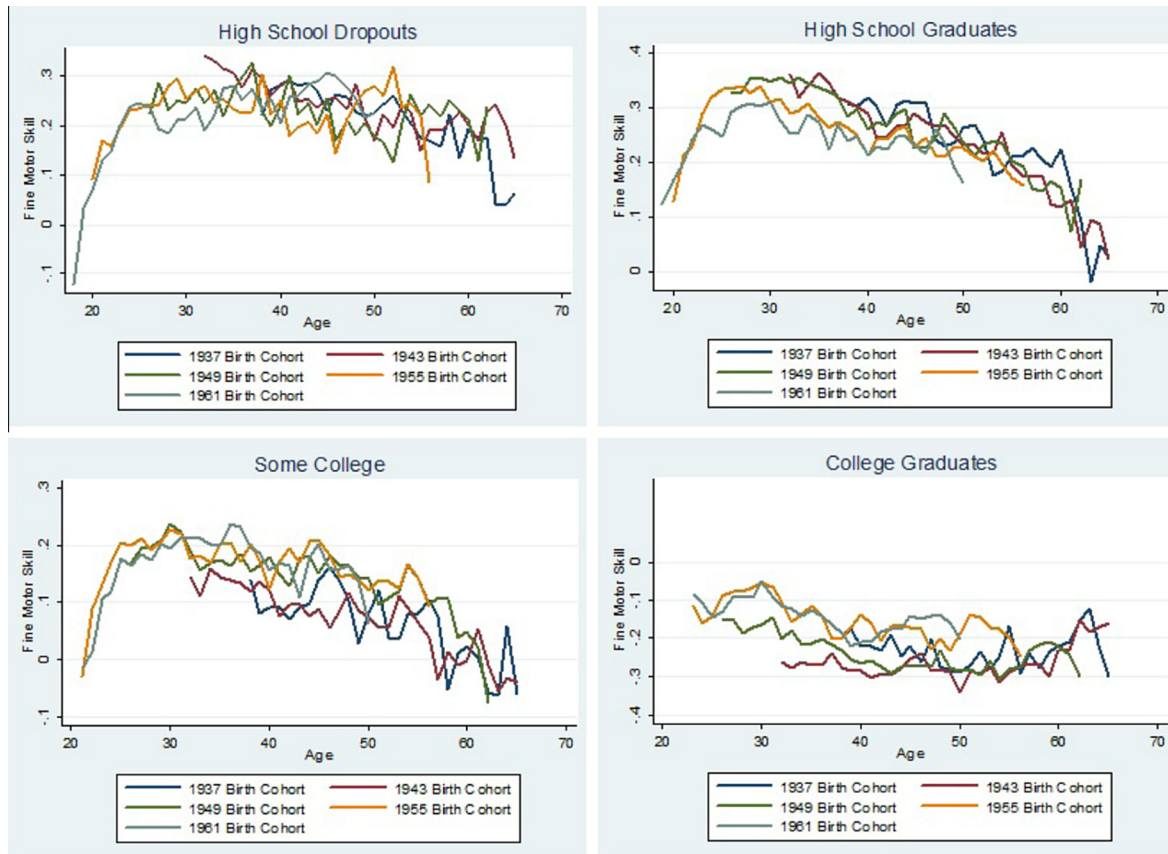 High School Dropouts
Fine Motor Skill
.3
.2
.1
0
-.1
20 30 40 50 60 70
Age
1937 Birth Cohort 1943 Birth Cohort
1949 Birth Cohort 1955 Birth Cohort
1961 Birth Cohort
High School Graduates
Fine Motor Skill
.4
.3
.2
.1
0
20 30 40 50 60 70
Age
1937 Birth Cohort 1943 Birth Cohort
1949 Birth Cohort 1955 Birth Cohort
1961 Birth Cohort
Some College
Fine Motor Skill
.3
.2
.1
0
-.1
20 30 40 50 60 70
Age
1937 Birth Cohort 1943 Birth Cohort
1949 Birth Cohort 1955 Birth Cohort
1961 Birth Cohort
College Graduates
Fine Motor Skill
0
-.1
-.2
-.3
-.4
20 30 40 50 60 70
Age
1937 Birth Cohort 1943 Birth Cohort
1949 Birth Cohort 1955 Birth Cohort
1961 Birth Cohort